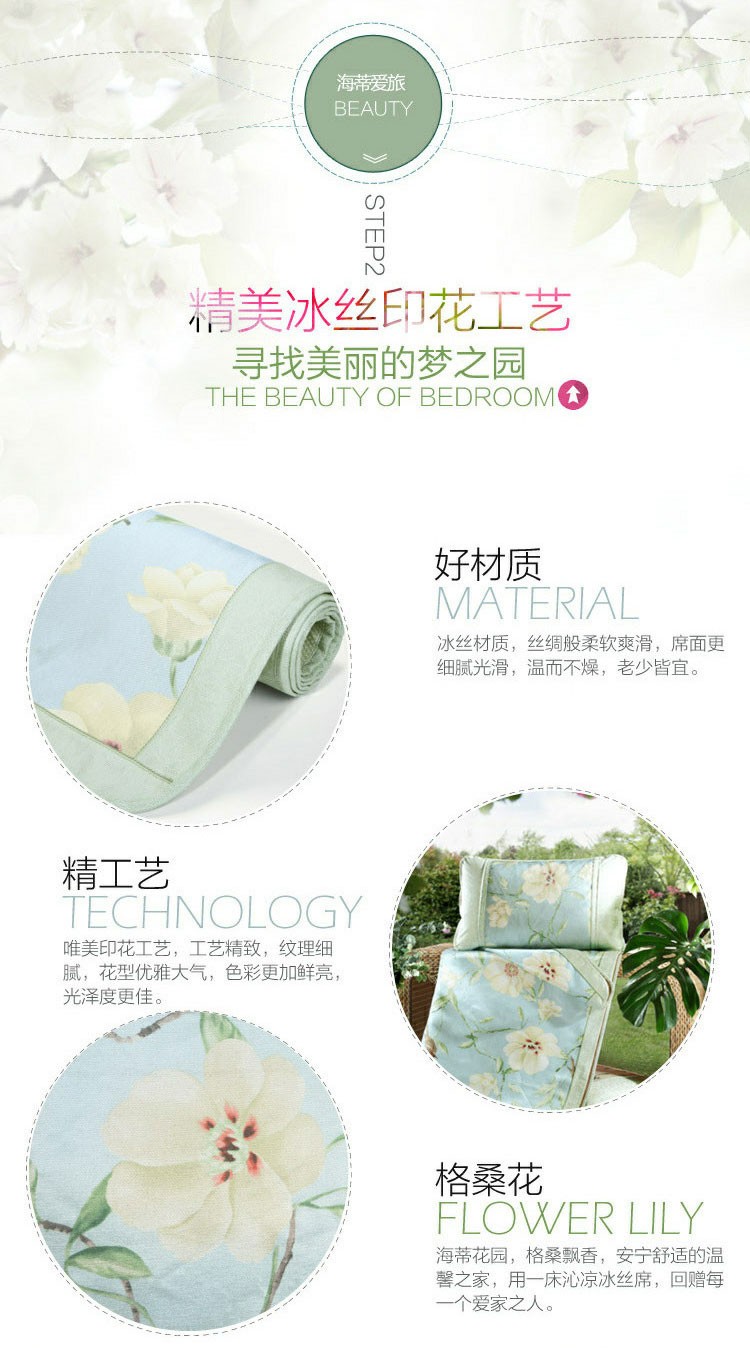 海蒂爱旅
BEAUTY
STEP2
精美冰丝印花工艺
寻找美丽的梦之园
THE BEAUTY OF BEDROOM
好材质
MATERIAL
冰丝材质，丝绸般柔软爽滑，席面更
细腻光滑，温而不燥，老少皆宜。
精工艺
TECHNOLOGY
唯美印花工艺，工艺精致，纹理细
腻，花型优雅大气，色彩更加鲜亮，
光泽度更佳。
格桑花
FLOWER LILY
海蒂花园，格桑飘香，安宁舒适的温
馨之家，用一床沁凉冰丝席，回赠每
一个爱家之人。